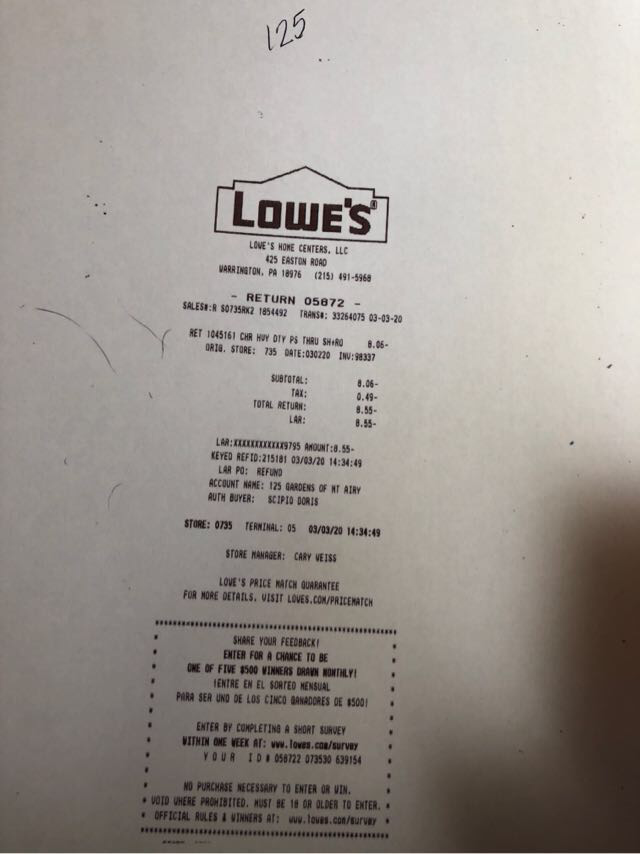 125
LOWE'S
LOWE'S HOME CENTERS, LLC
425 EASTON ROAD
WARRINGTON, PA 18976 (215) 491-5968
- RETURN 05872 -
SALES#:R S0735RK2 1854492 TRANS#: 33264075 03-03-20
RET 1045161 CHR HVY DTY PS THRU SH+RO 8.06-
ORIG. STORE: 735 DATE:030220 INV:98337
SUBTOTAL: 8.06-
TAX: 0.49-
TOTAL RETURN: 8.55-
LAR: 8.55-
LAR:XXXXXXXXXXXX9795 AMOUNT:8.55-
KEYED REFID:215181 03/03/20 14:34:49
LAR PO: REFUND
ACCOUNT NAME: 125 GARDENS OF MT AIRY
AUTH BUYER: SCIPIO DORIS
STORE: 0735 TERMINAL: 05 03/03/20 14:34:49
STORE MANAGER: CARY WEISS
LOWE'S PRICE MATCH GUARANTEE
FOR MORE DETAILS, VISIT LOWES.COM/PRICEMATCH
SHARE YOUR FEEDBACK!
ENTER FOR A CHANCE TO BE
ONE OF FIVE $500 WINNERS DRAWN MONTHLY!
¡ENTRE EN EL SORTEO MENSUAL
PARA SER UNO DE LOS CINCO GANADORES DE $500!
ENTER BY COMPLETING A SHORT SURVEY
WITHIN ONE WEEK AT: www.lowes.com/survey
Y O U R I D # 058722 073530 639154
NO PURCHASE NECESSARY TO ENTER OR WIN.
* VOID WHERE PROHIBITED. MUST BE 18 OR OLDER TO ENTER. *
* OFFICIAL RULES & WINNERS AT: www.lowes.com/survey *